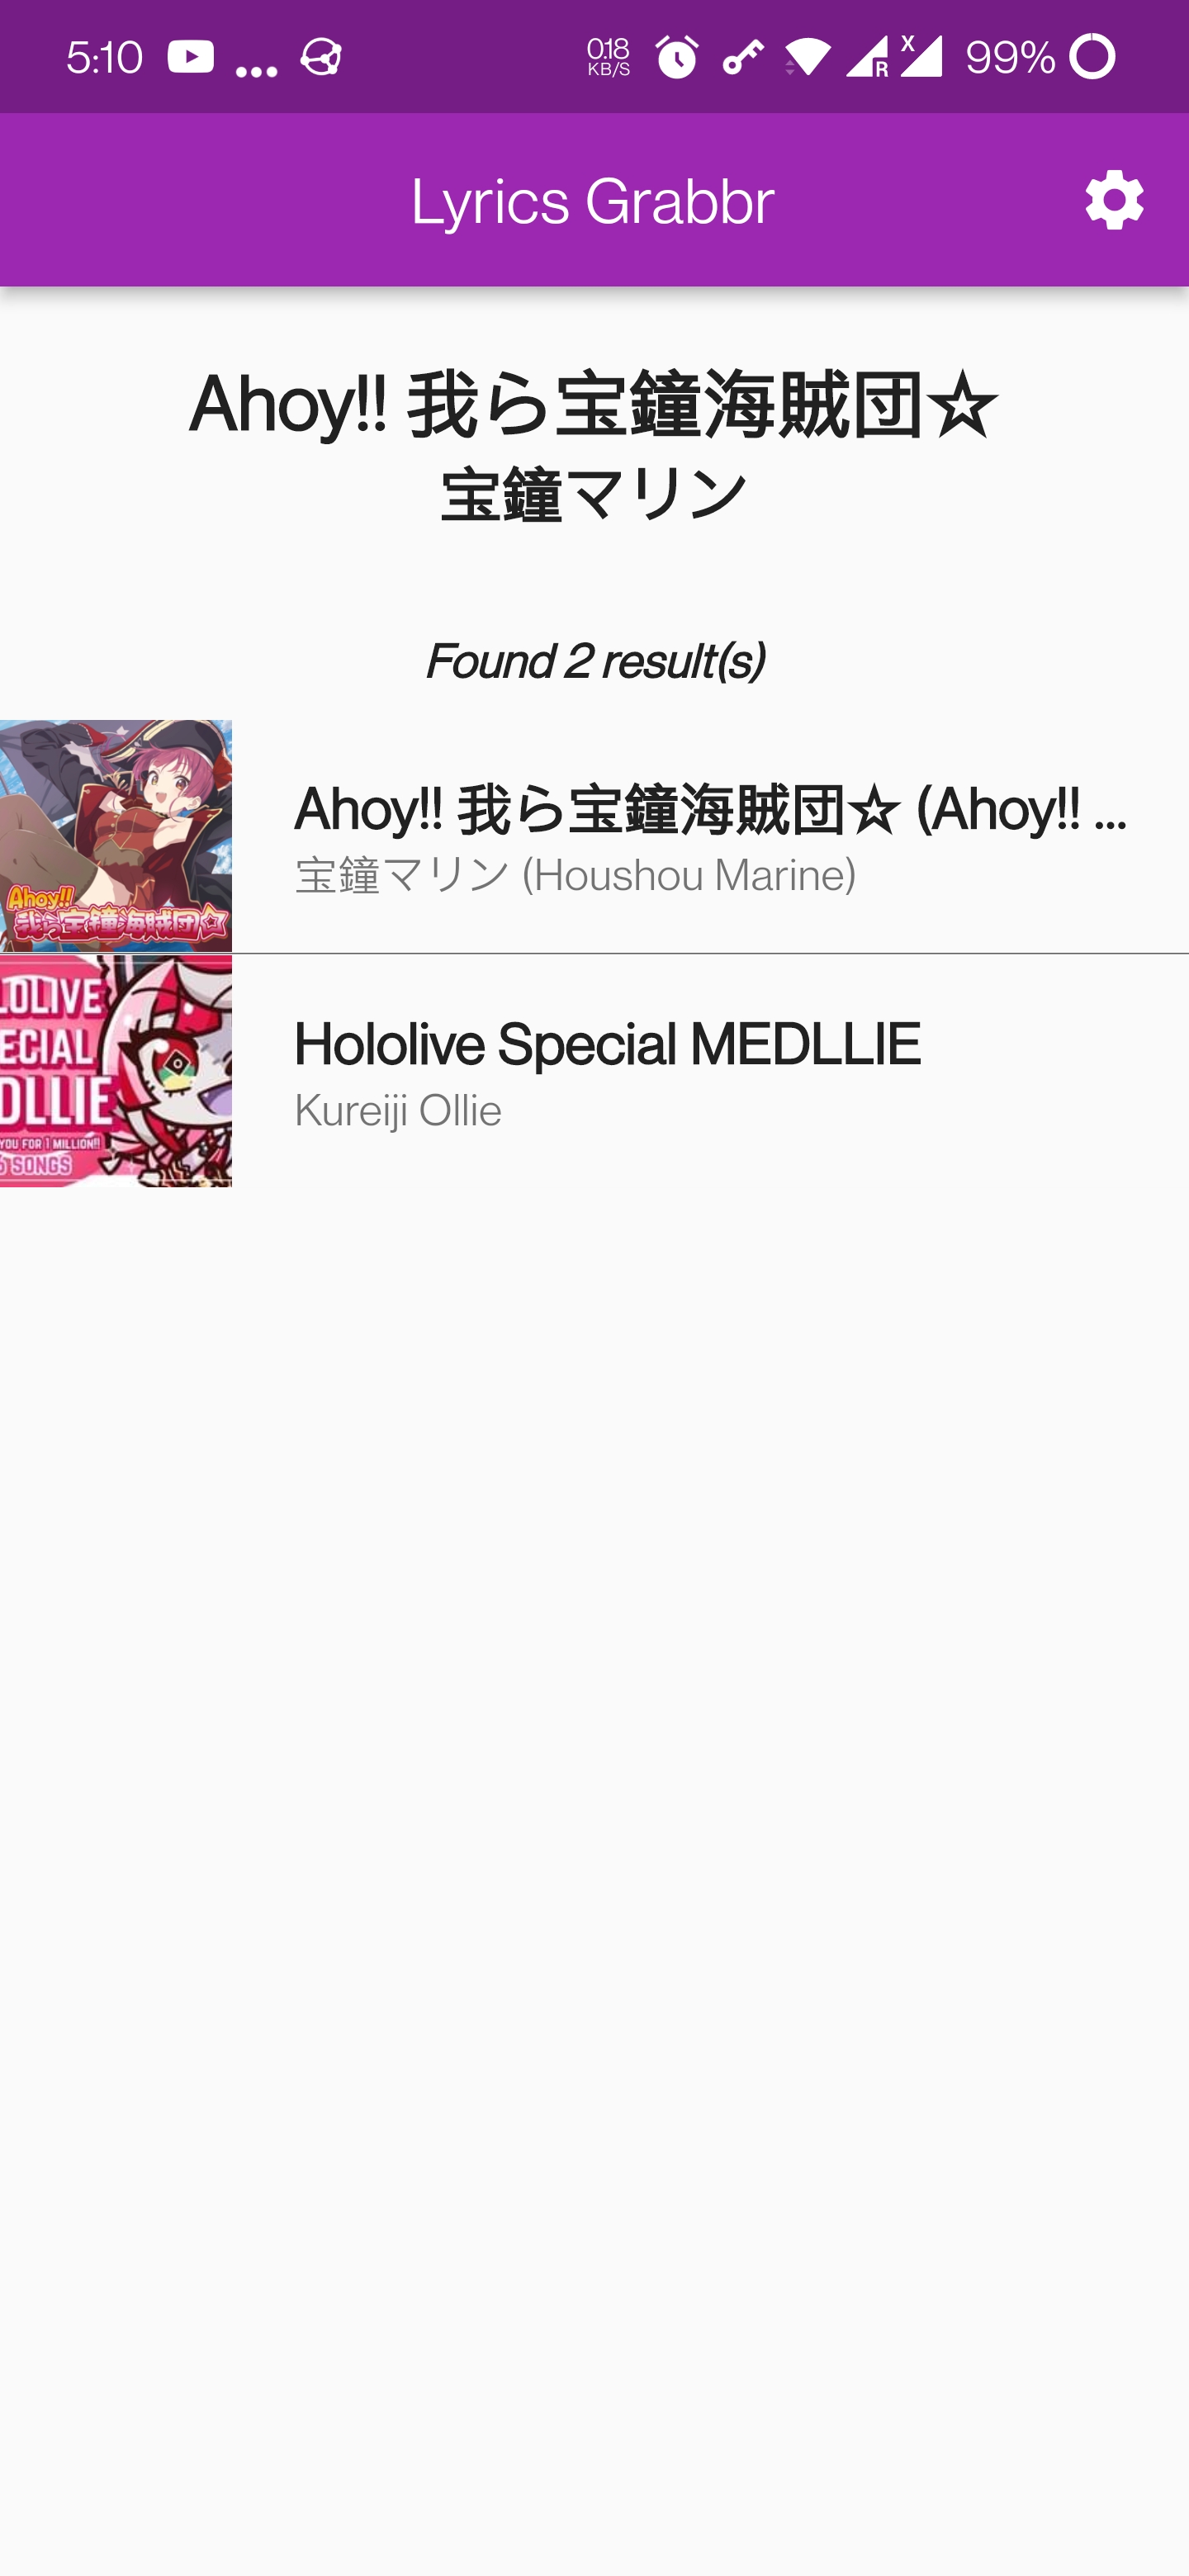 5:10
0.18
KB/S
R
X
99%
Lyrics Grabbr
Ahoy!! 我ら宝鐘海賊団☆
宝鐘マリン
Found 2 result(s)
Ahoy!! 我ら宝鐘海賊団☆ (Ahoy!! ...
宝鐘マリン (Houshou Marine)
Ahoy!!
我ら宝鐘海賊団☆
Hololive Special MEDLLIE
Kureiji Ollie
LOLIVE
ECIAL
DLLIE
YOU FOR 1 MILLION!!
SONGS